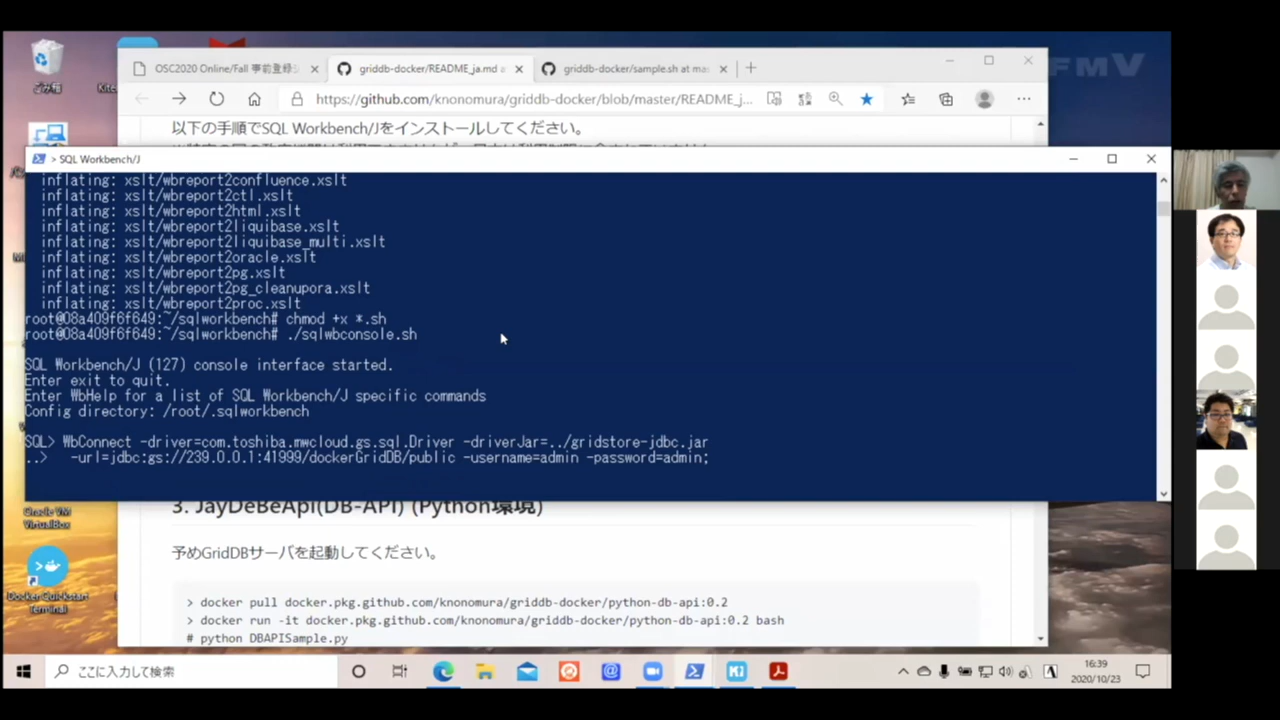 ごみ箱
FMV
OSC2020 Online/Fall 事前登録
griddb-docker/README_ja.md a
griddb-docker/sample.sh at mas
https://github.com/knonomura/griddb-docker/blob/master/README_j...
以下の手順でSQL Workbench/Jをインストールしてください。
> SQL Workbench/J
inflating: xslt/wbreport2confluence.xslt
inflating: xslt/wbreport2ctl.xslt
inflating: xslt/wbreport2html.xslt
inflating: xslt/wbreport2liquibase.xslt
inflating: xslt/wbreport2liquibase_multi.xslt
inflating: xslt/wbreport2oracle.xslt
inflating: xslt/wbreport2pg.xslt
inflating: xslt/wbreport2pg_cleanupora.xslt
inflating: xslt/wbreport2proc.xslt
root@08a409f6f649:~/sqlworkbench# chmod +x *.sh
root@08a409f6f649:~/sqlworkbench# ./sqlwbconsole.sh
SQL Workbench/J (127) console interface started.
Enter exit to quit.
Enter WbHelp for a list of SQL Workbench/J specific commands
Config directory: /root/.sqlworkbench
SQL> WbConnect -driver=com.toshiba.mwcloud.gs.sql.Driver -driverJar=../gridstore-jdbc.jar
..> -url=jdbc:gs://239.0.0.1:41999/dockerGridDB/public -username=admin -password=admin;
Oracle VM
VirtualBox
3. JayDeBeApi(DB-API) (Python環境)
予めGridDBサーバを起動してください。
Docker Quickstart
Terminal
> docker pull docker.pkg.github.com/knonomura/griddb-docker/python-db-api:0.2
> docker run -it docker.pkg.github.com/knonomura/griddb-docker/python-db-api:0.2 bash
# python DBAPISample.py
ここに入力して検索
A
16:39
2020/10/23